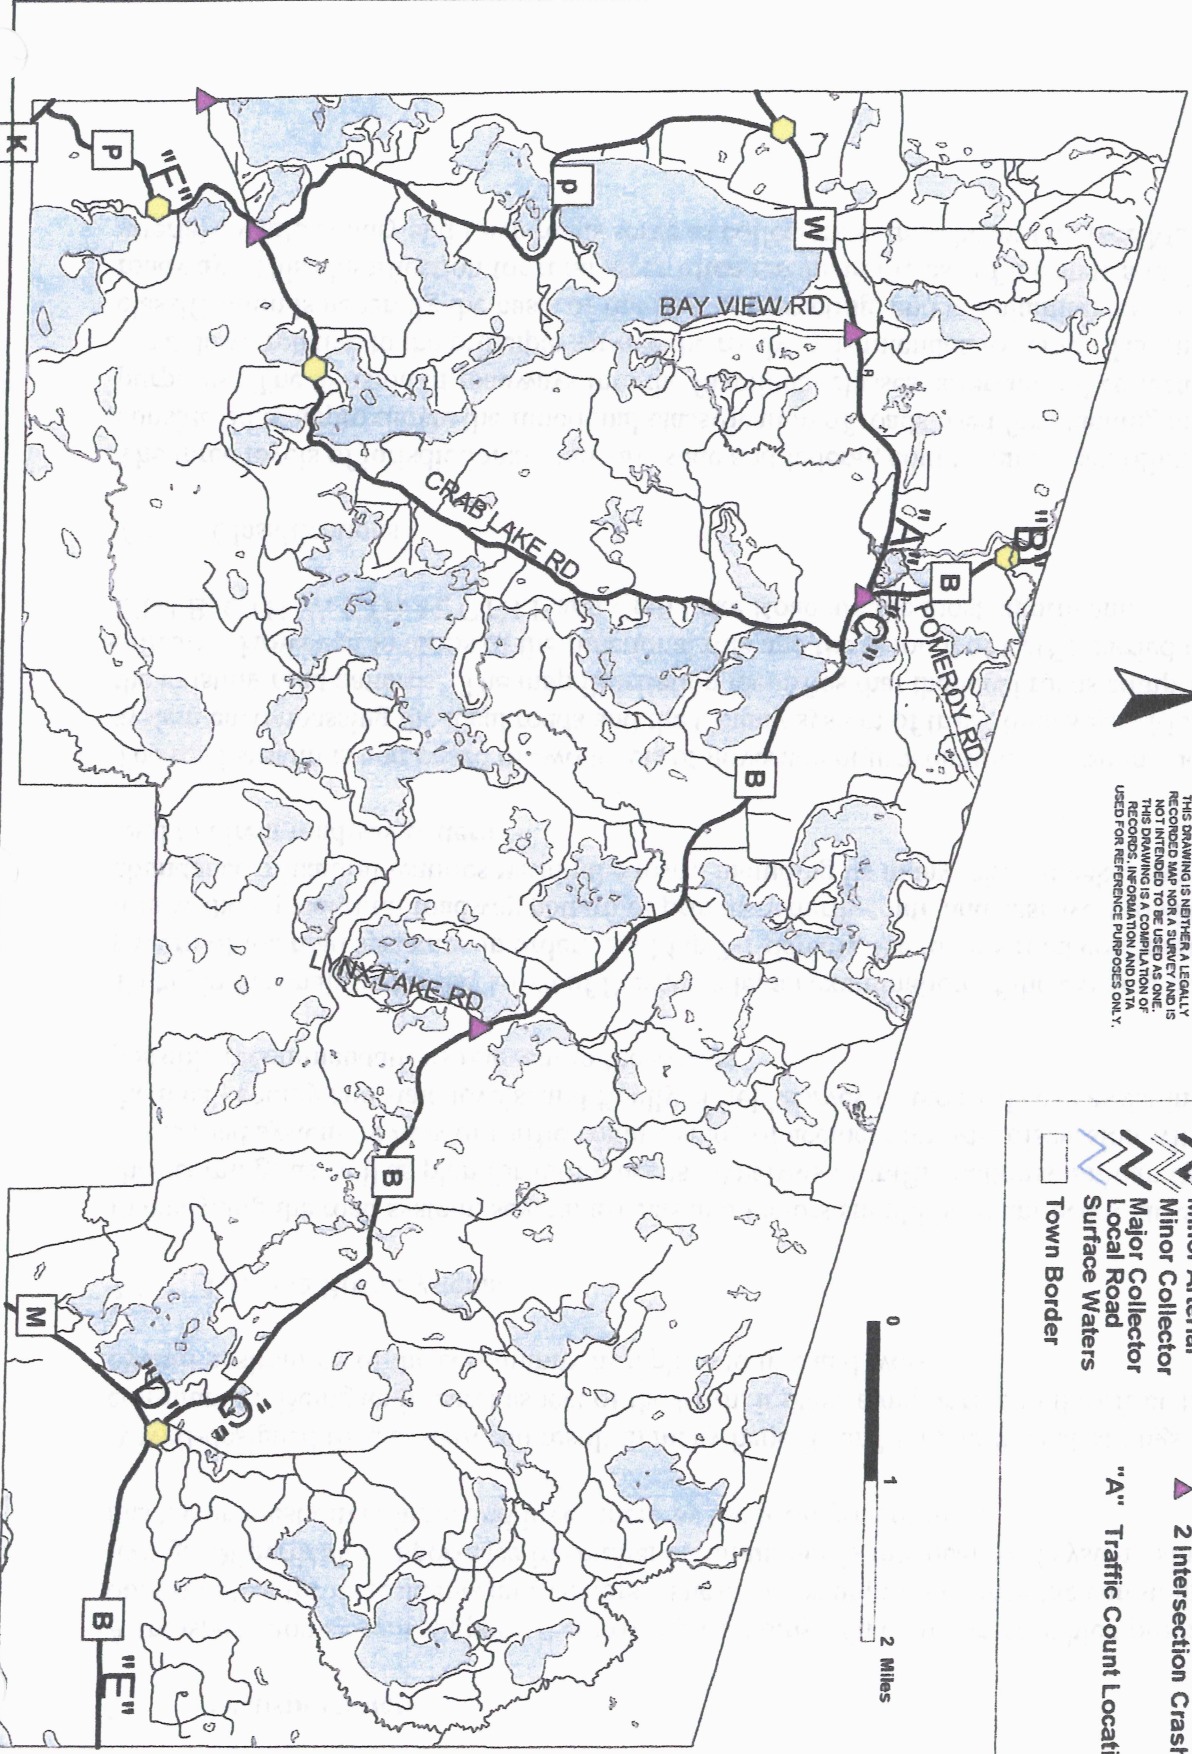 THIS DRAWING IS NEITHER A LEGALLY
RECORDED MAP NOR A SURVEY AND IS
NOT INTENDED TO BE USED AS ONE.
THIS DRAWING IS A COMPILATION OF
RECORDS, INFORMATION AND DATA
USED FOR REFERENCE PURPOSES ONLY.
Minor Arterial
Minor Collector
Major Collector
Local Road
Surface Waters
Town Border
2 Intersection Crash
"A" Traffic Count Locati
0 1 2 Miles
"B"
B
POMERDY RD
"A"
"C"
W
BAY VIEW RD
B
P
CRAB LAKE RD
LYNX LAKE RD
B
"F"
P
K
"G"
"D"
M
B
"E"